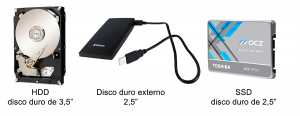 OCZ
TOSHIBA
HDD
disco duro de 3,5”
Disco duro externo
2,5”
SSD
disco duro de 2,5”